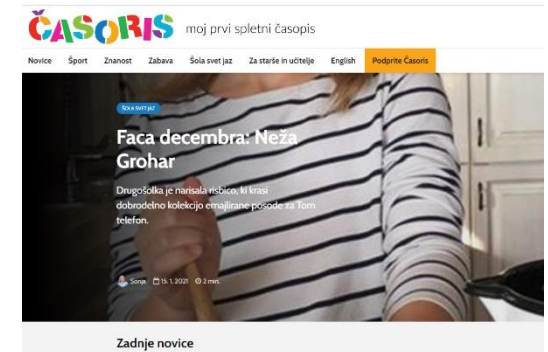 ČASORIS moj prvi spletni časopis
Novice Šport Znanost Zabava Šola svet jaz Za starše in učitelje English Podprite Časoris
ŠOLA SVET JAZ
Faca decembra: Neža
Grohar
Drugošolka je narisala risbico, ki krasi
dobrodelno kolekcijo emajlirane posode za Tom
telefon.
Sonja 15. 1. 2021 2 min.
Zadnje novice